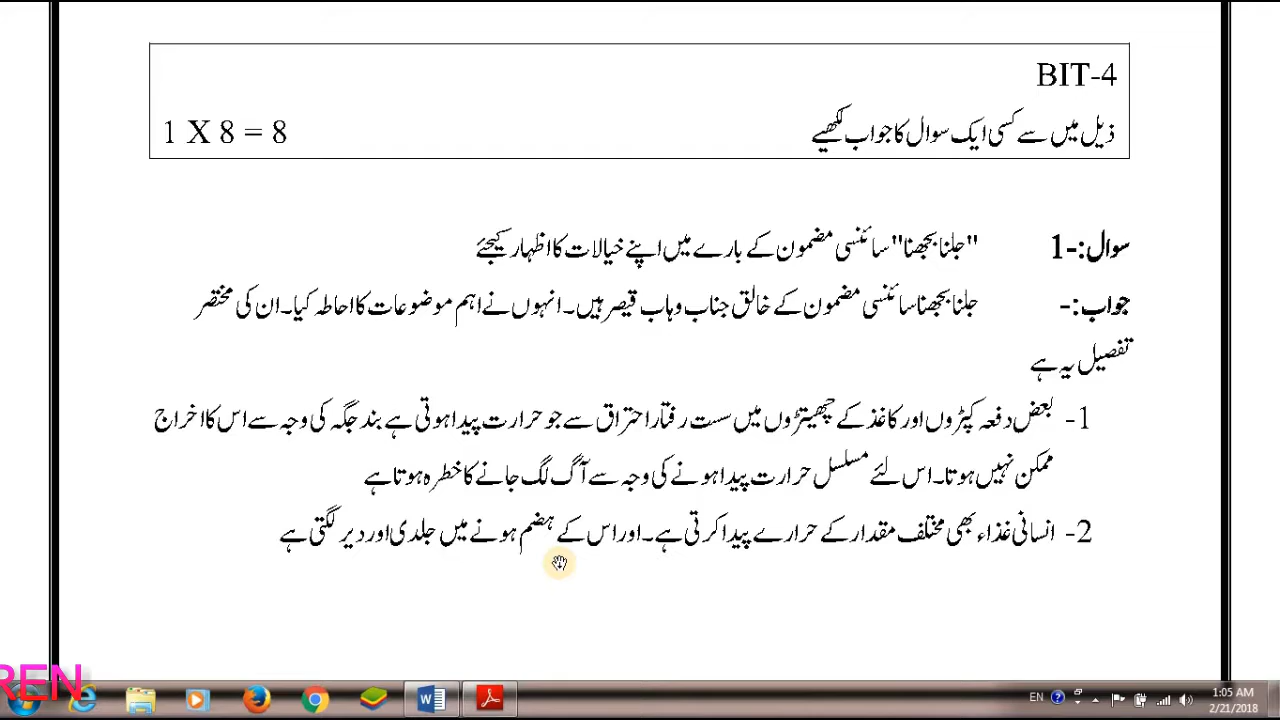 BIT-4
ذیل میں سے کسی ایک سوال کا جواب لکھیے 1 X 8 = 8
سوال:-1 "جلنا بجھنا" سائنسی مضمون کے بارے میں اپنے خیالات کا اظہار کیجئے
جواب:- جلنا بجھنا سائنسی مضمون کے خالق جناب وہاب قیصر ہیں۔ انہوں نے اہم موضوعات کا احاطہ کیا۔ ان کی مختصر
تفصیل یہ ہے
1- بعض دفعہ کپڑوں اور کاغذ کے چھیتڑوں میں سست رفتار احتراق سے جو حرارت پیدا ہوتی ہے بند جگہ کی وجہ سے اس کا اخراج
ممکن نہیں ہوتا۔ اس لئے مسلسل حرارت پیدا ہونے کی وجہ سے آگ لگ جانے کا خطرہ ہوتا ہے
2- انسانی غذاء بھی مختلف مقدار کے حرارے پیدا کرتی ہے۔ اور اس کے ہضم ہونے میں جلدی اور دیر لگتی ہے
REN
EN
1:05 AM
2/21/2018